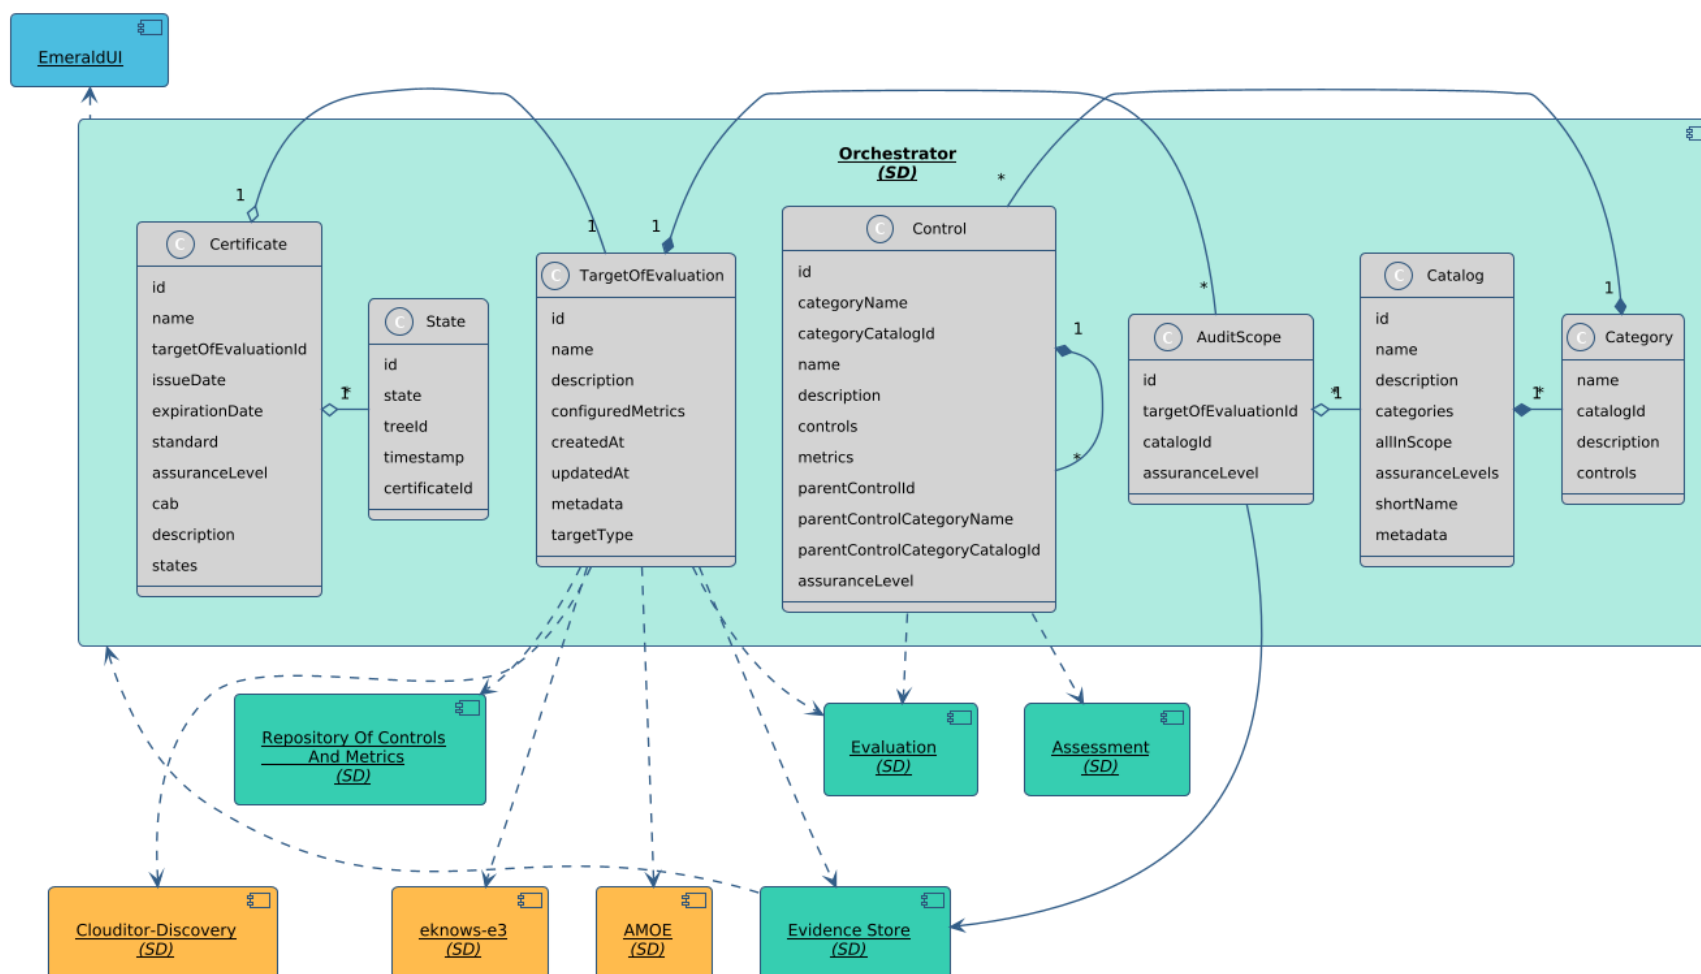 EmeraldUI
Orchestrator
(SD)
1
1
1
*
*
1
C Certificate
id
name
targetOfEvaluationId
issueDate
expirationDate
standard
assuranceLevel
cab
description
states
1
*
C State
id
state
treeId
timestamp
certificateId
C TargetOfEvaluation
id
name
description
configuredMetrics
createdAt
updatedAt
metadata
targetType
C Control
id
categoryName
categoryCatalogId
name
description
controls
metrics
parentControlId
parentControlCategoryName
parentControlCategoryCatalogId
assuranceLevel
1
*
C AuditScope
id
targetOfEvaluationId
catalogId
assuranceLevel
*
1
C Catalog
id
name
description
categories
allInScope
assuranceLevels
shortName
metadata
1
*
C Category
name
catalogId
description
controls
Repository Of Controls
And Metrics
(SD)
Evaluation
(SD)
Assessment
(SD)
Clouditor-Discovery
(SD)
eknows-e3
(SD)
AMOE
(SD)
Evidence Store
(SD)